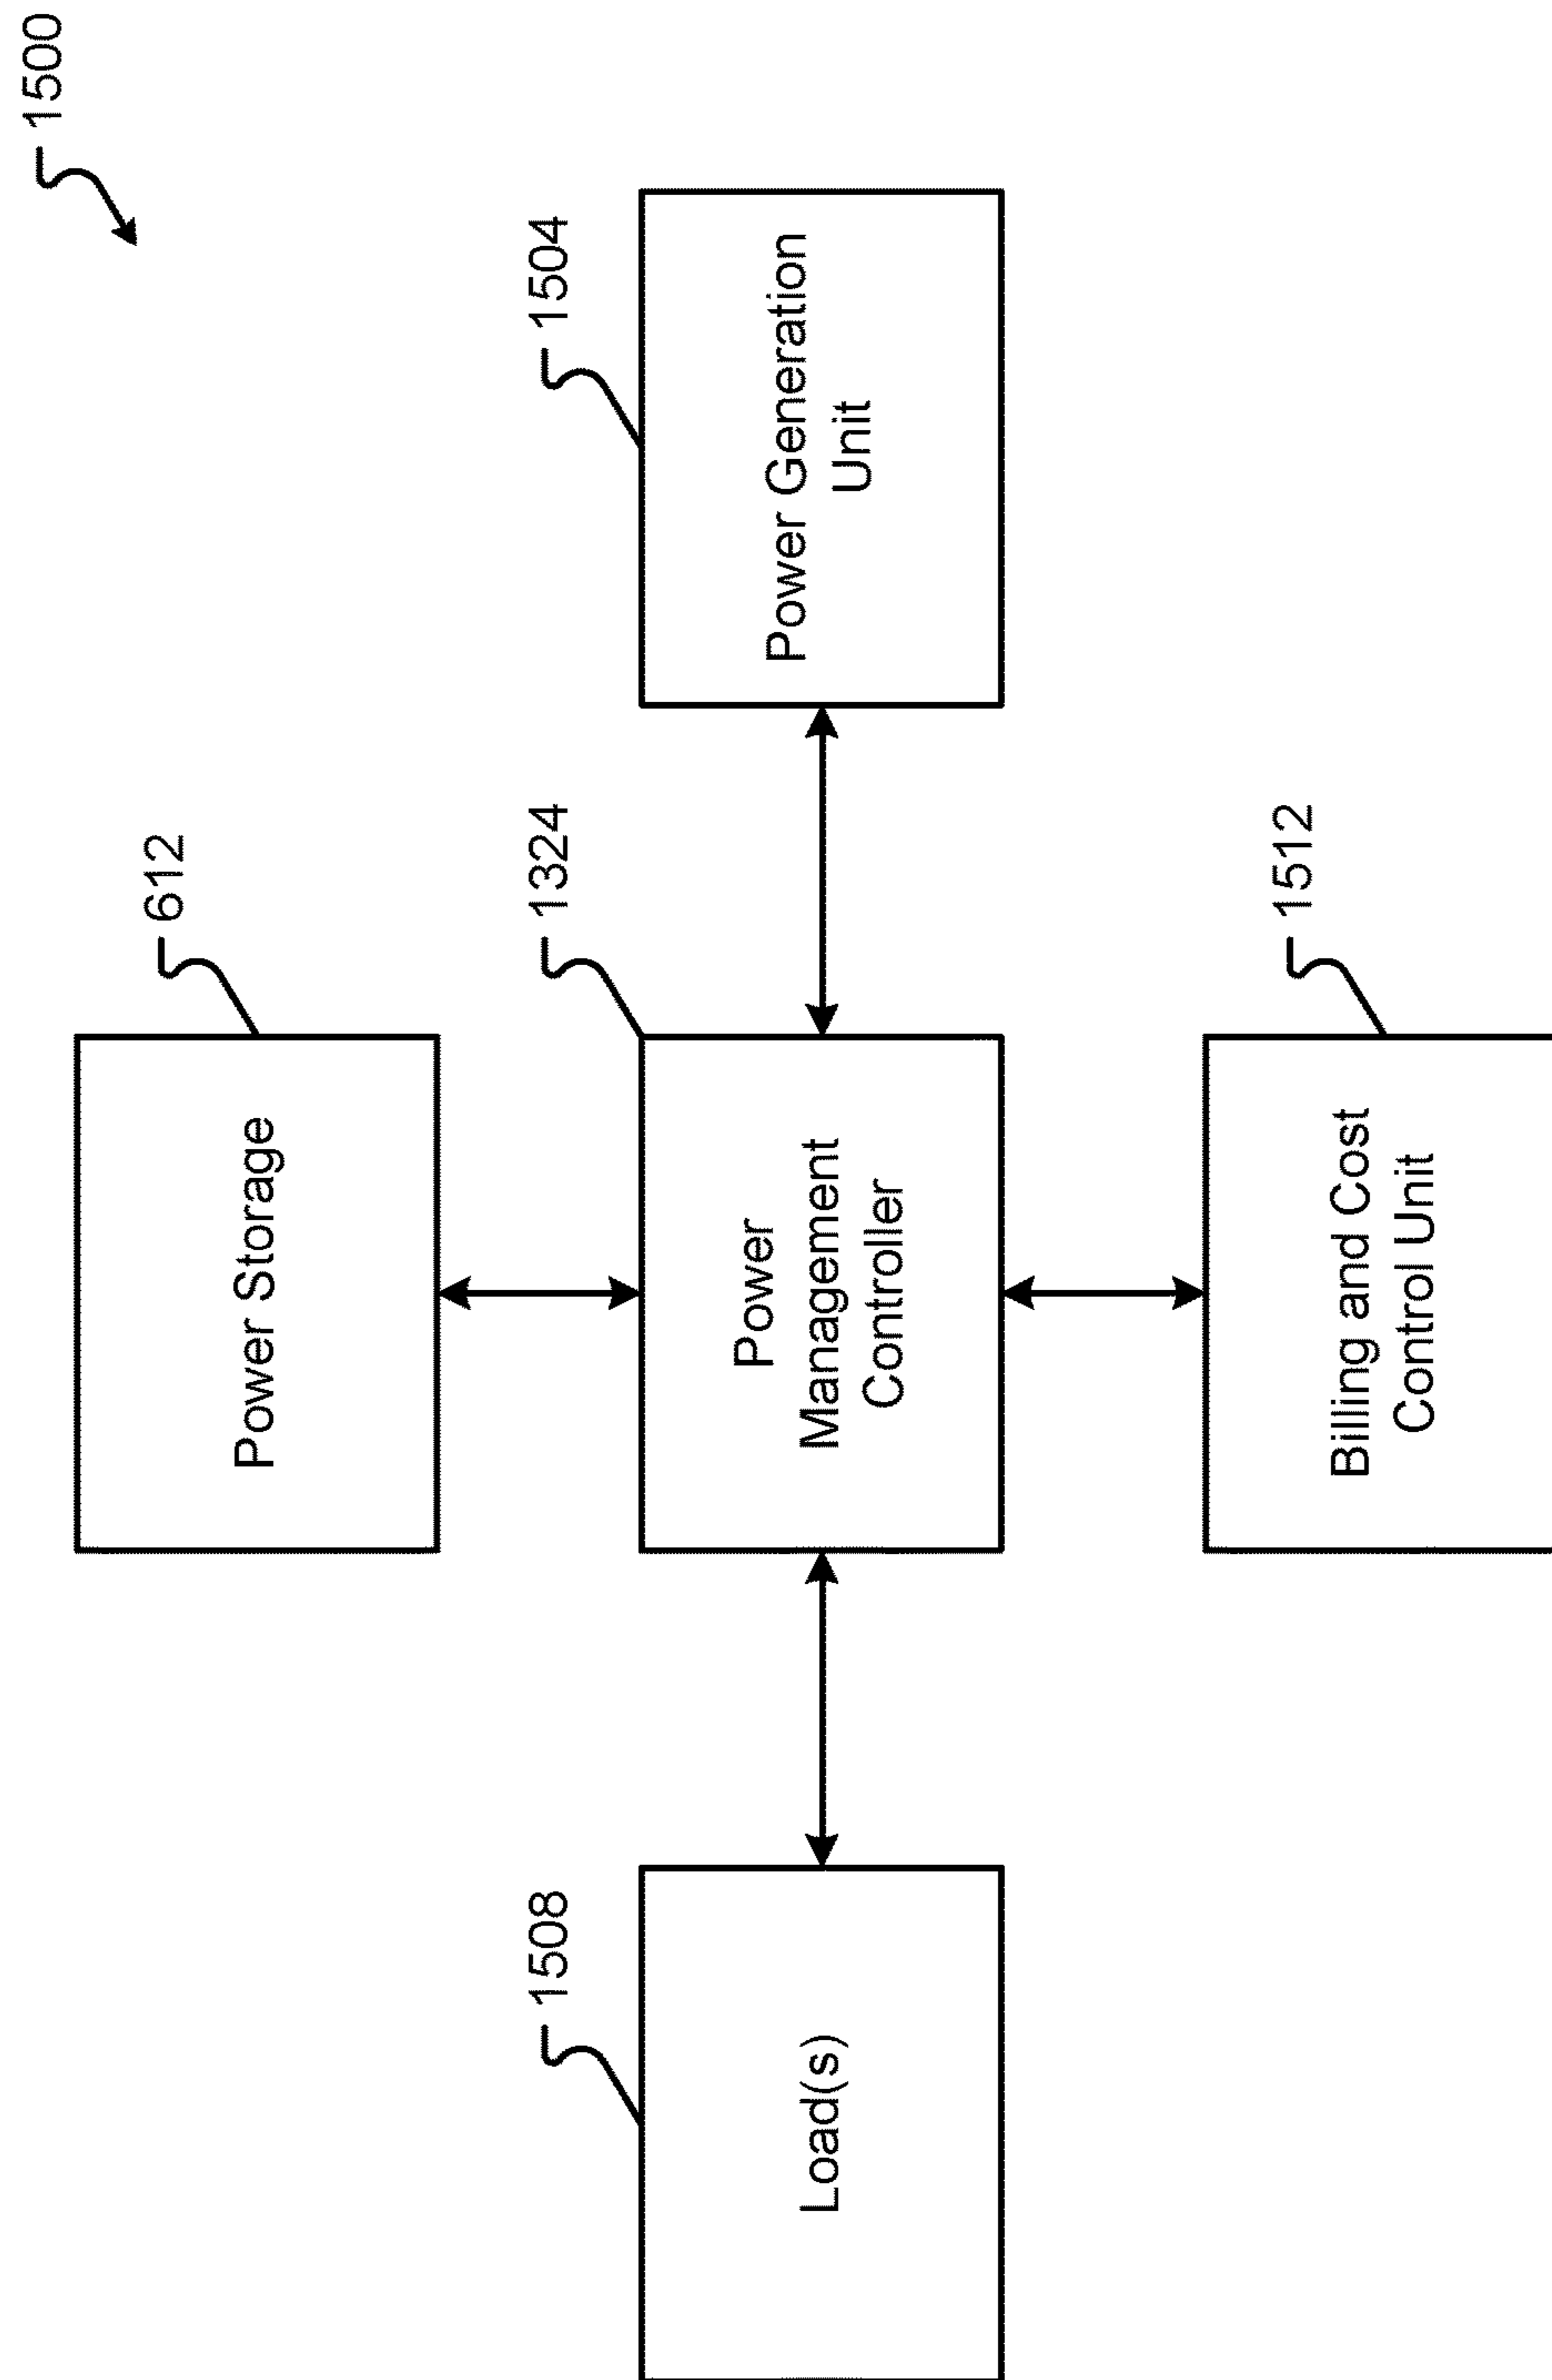 1500
612
Power Storage
1508
Load(s)
1324
Power
Management
Controller
1504
Power Generation
Unit
1512
Billing and Cost
Control Unit